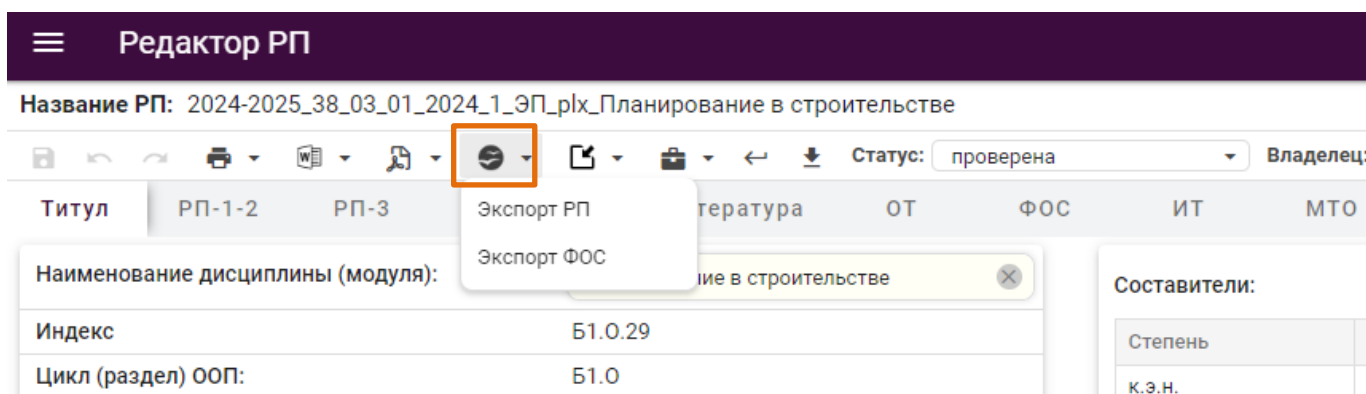 Редактор РП
Название РП: 2024-2025_38_03_01_2024_1_ЭП_plx_Планирование в строительстве
Статус: проверена Владелец:
Титул РП-1-2 РП-3 тература ОТ ФОС ИТ МТО
Экспорт РП
Экспорт ФОС
Наименование дисциплины (модуля): ние в строительстве
Составители:
Индекс Б1.О.29
Степень
Цикл (раздел) ООП: Б1.О
к.э.н.